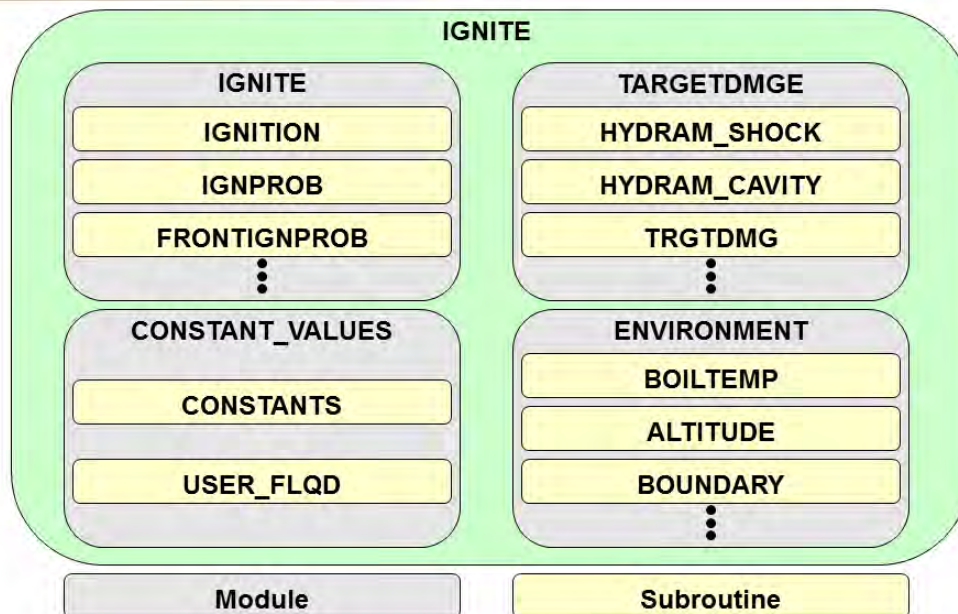 IGNITE
IGNITE
IGNITION
IGNPROB
FRONTIGNPROB
TARGETDMGE
HYDRAM_SHOCK
HYDRAM_CAVITY
TRGTDMG
CONSTANT_VALUES
CONSTANTS
USER_FLQD
ENVIRONMENT
BOILTEMP
ALTITUDE
BOUNDARY
Module
Subroutine